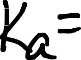 Kₐ =